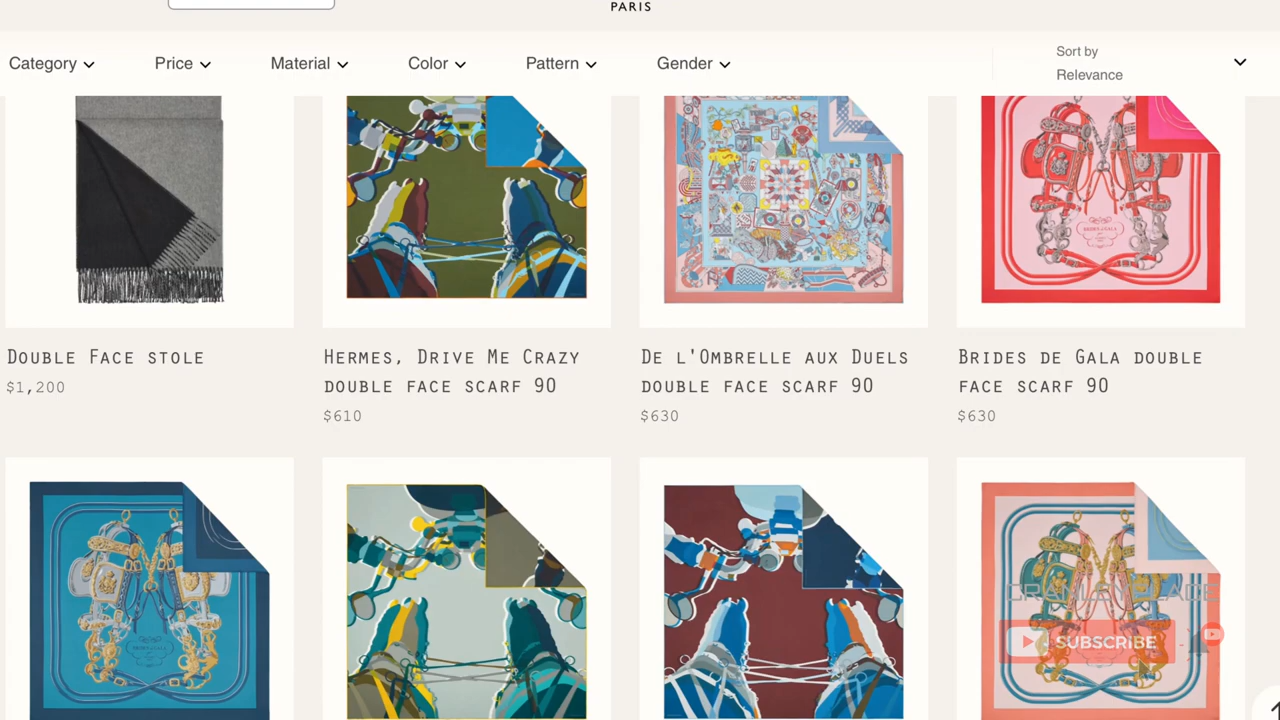 PARIS
Category Price Material Color Pattern Gender
Sort by
Relevance
Double Face stole
$1,200
Hermes, Drive Me Crazy
double face scarf 90
$610
De l'Ombrelle aux Duels
double face scarf 90
$630
Brides de Gala double
face scarf 90
$630
SUBSCRIBE